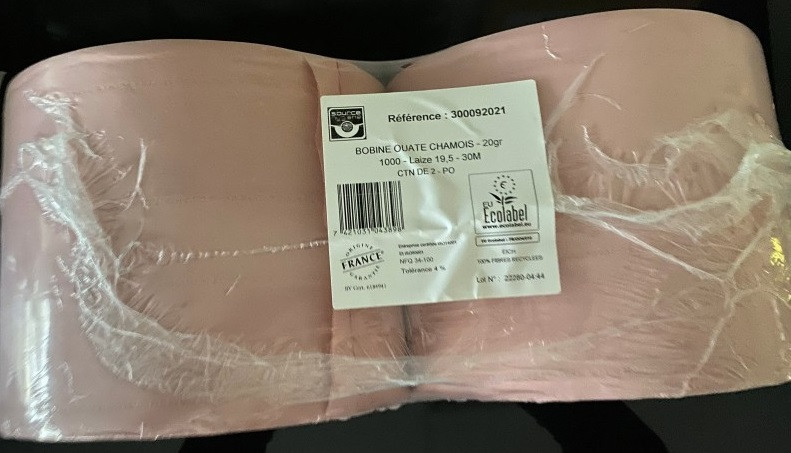 source
Référence : 300092021
BOBINE OUATE CHAMOIS - 20gr
1000 - Laize 19,5 - 30M
CTN DE 2 - PO
EU
Ecolabel
www.ecolabel.eu
ORIGINE
FRANCE
GARANTIE
NFQ 34-100
Tolérance 4 %
100% FIBRES RECYCLEES
Lot N° : 22280-04:44